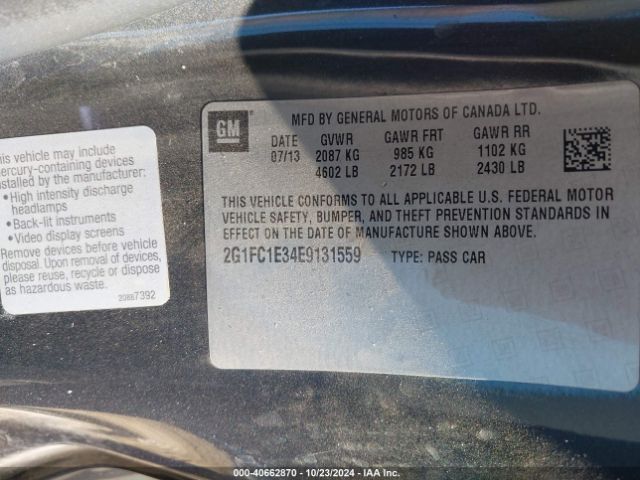 his vehicle may include
ercury-containing devices
nstalled by the manufacturer:
• High intensity discharge
headlamps
• Back-lit instruments
• Video display screens
Remove devices before vehicle
disposal. Upon removal of devices,
please reuse, recycle or dispose
as hazardous waste.
20887392
GM
MFD BY GENERAL MOTORS OF CANADA LTD.
DATE GVWR GAWR FRT GAWR RR
07/13 2087 KG 985 KG 1102 KG
4602 LB 2172 LB 2430 LB
THIS VEHICLE CONFORMS TO ALL APPLICABLE U.S. FEDERAL MOTOR
VEHICLE SAFETY, BUMPER, AND THEFT PREVENTION STANDARDS IN
EFFECT ON THE DATE OF MANUFACTURE SHOWN ABOVE.
2G1FC1E34E9131559 TYPE: PASS CAR
000-40662870 • 10/23/2024 • IAA Inc.